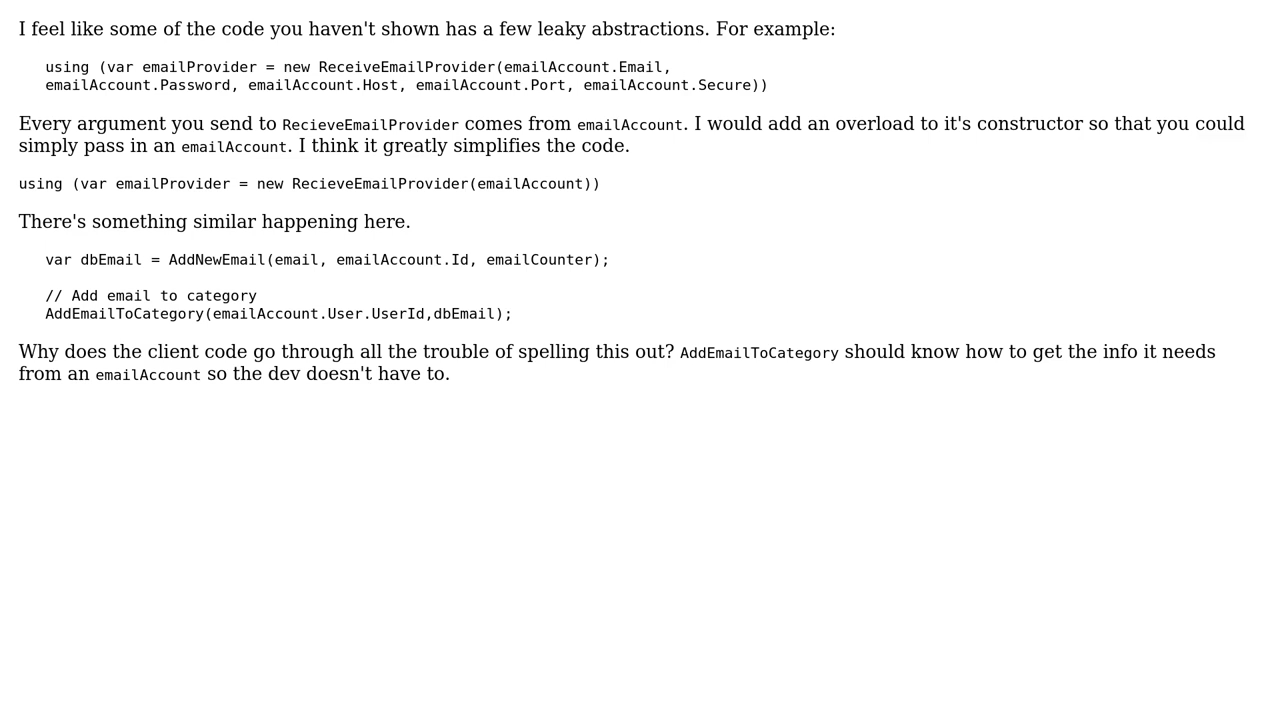 I feel like some of the code you haven't shown has a few leaky abstractions. For example:
using (var emailProvider = new ReceiveEmailProvider(emailAccount.Email,
emailAccount.Password, emailAccount.Host, emailAccount.Port, emailAccount.Secure))
Every argument you send to RecieveEmailProvider comes from emailAccount. I would add an overload to it's constructor so that you could
simply pass in an emailAccount. I think it greatly simplifies the code.
using (var emailProvider = new RecieveEmailProvider(emailAccount))
There's something similar happening here.
var dbEmail = AddNewEmail(email, emailAccount.Id, emailCounter);
// Add email to category
AddEmailToCategory(emailAccount.User.UserId,dbEmail);
Why does the client code go through all the trouble of spelling this out? AddEmailToCategory should know how to get the info it needs
from an emailAccount so the dev doesn't have to.